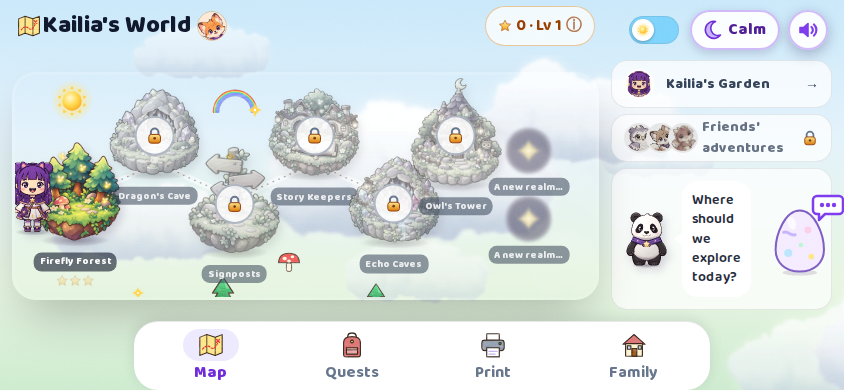 Kailia's World
0 · Lv 1 ⓘ
Calm
Dragon's Cave
Story Keepers
Owl's Tower
A new realm...
A new realm...
Firefly Forest
Signposts
Echo Caves
Kailia's Garden →
Friends'
adventures
Where
should
we
explore
today?
Map
Quests
Print
Family